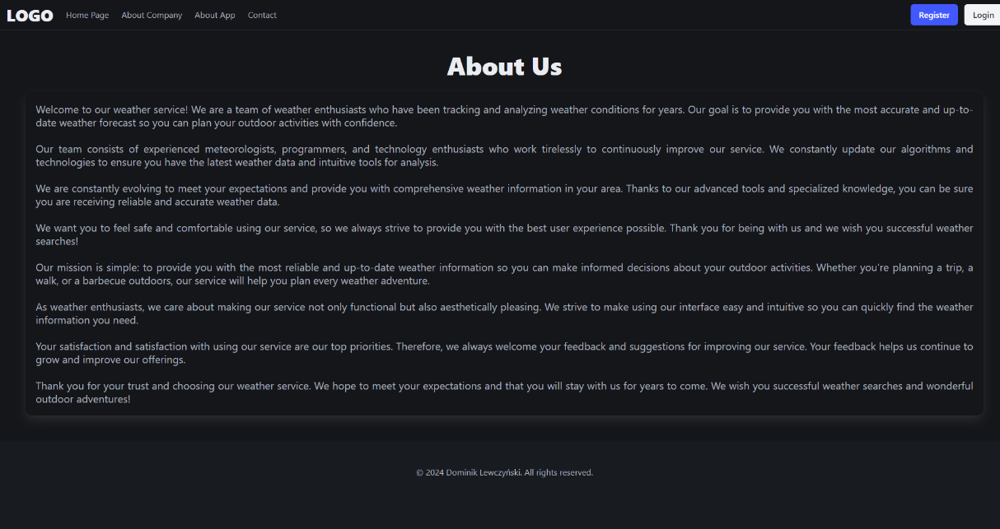 LOGO Home Page About Company About App Contact Register Login
About Us
Welcome to our weather service! We are a team of weather enthusiasts who have been tracking and analyzing weather conditions for years. Our goal is to provide you with the most accurate and up-to-
date weather forecast so you can plan your outdoor activities with confidence.
Our team consists of experienced meteorologists, programmers, and technology enthusiasts who work tirelessly to continuously improve our service. We constantly update our algorithms and
technologies to ensure you have the latest weather data and intuitive tools for analysis.
We are constantly evolving to meet your expectations and provide you with comprehensive weather information in your area. Thanks to our advanced tools and specialized knowledge, you can be sure
you are receiving reliable and accurate weather data.
We want you to feel safe and comfortable using our service, so we always strive to provide you with the best user experience possible. Thank you for being with us and we wish you successful weather
searches!
Our mission is simple: to provide you with the most reliable and up-to-date weather information so you can make informed decisions about your outdoor activities. Whether you're planning a trip, a
walk, or a barbecue outdoors, our service will help you plan every weather adventure.
As weather enthusiasts, we care about making our service not only functional but also aesthetically pleasing. We strive to make using our interface easy and intuitive so you can quickly find the weather
information you need.
Your satisfaction and satisfaction with using our service are our top priorities. Therefore, we always welcome your feedback and suggestions for improving our service. Your feedback helps us continue to
grow and improve our offerings.
Thank you for your trust and choosing our weather service. We hope to meet your expectations and that you will stay with us for years to come. We wish you successful weather searches and wonderful
outdoor adventures!
© 2024 Dominik Lewczyński. All rights reserved.